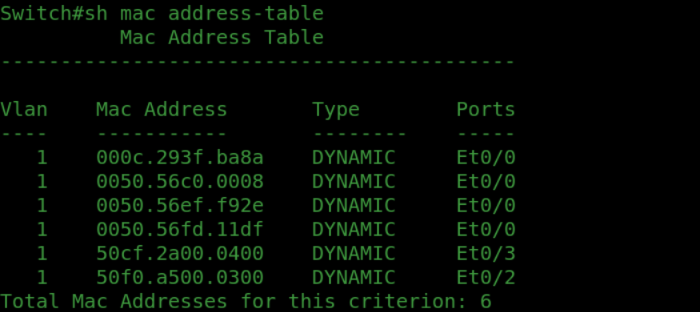 Switch#sh mac address-table
Mac Address Table
-------------------------------------------
Vlan    Mac Address       Type        Ports
----    -----------       --------    -----
1    000c.293f.ba8a    DYNAMIC     Et0/0
1    0050.56c0.0008    DYNAMIC     Et0/0
1    0050.56ef.f92e    DYNAMIC     Et0/0
1    0050.56fd.11df    DYNAMIC     Et0/0
1    50cf.2a00.0400    DYNAMIC     Et0/3
1    50f0.a500.0300    DYNAMIC     Et0/2
Total Mac Addresses for this criterion: 6